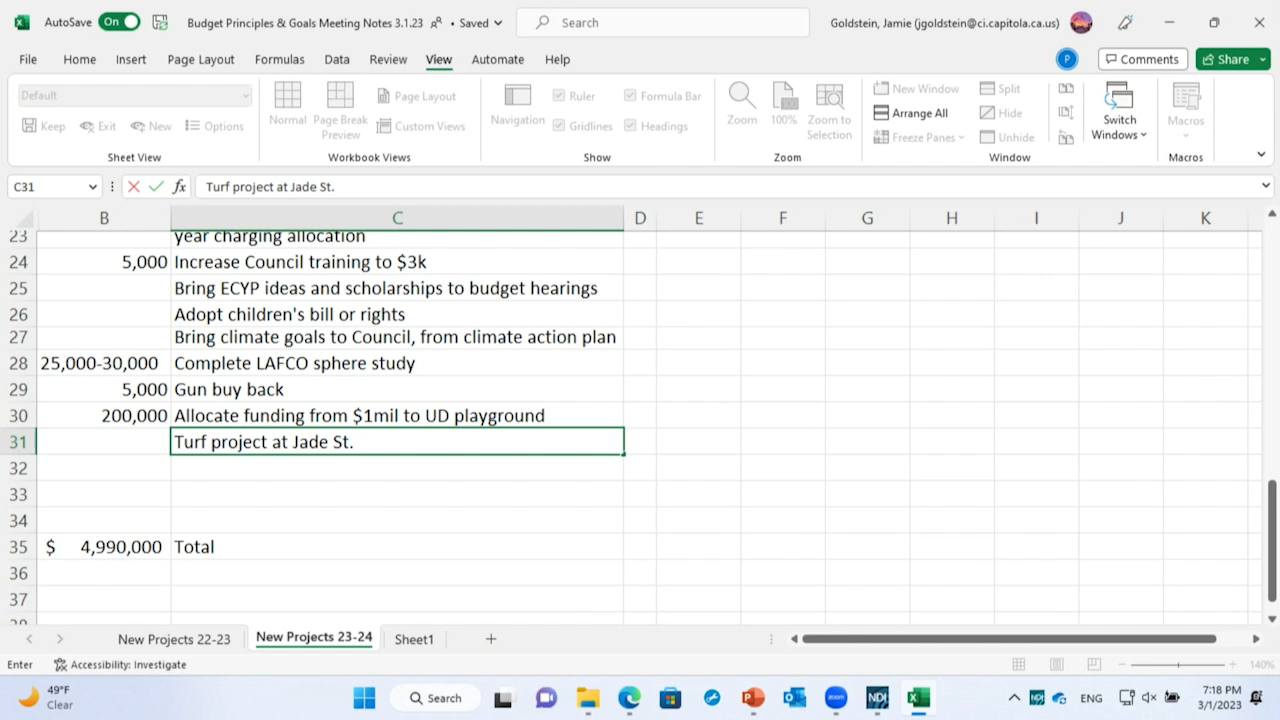 AutoSave On Budget Principles & Goals Meeting Notes 3.1.23 • Saved Search Goldstein, Jamie (jgoldstein@ci.capitola.ca.us)
File Home Insert Page Layout Formulas Data Review View Automate Help P Comments Share
Default
Keep Exit New Options
Sheet View
Normal Page Break Preview Page Layout Custom Views
Workbook Views
Navigation Ruler Gridlines Formula Bar Headings
Show
Zoom 100% Zoom to Selection
Zoom
New Window Arrange All Freeze Panes Split Hide Unhide Switch Windows
Window
Macros
Macros
C31 fx Turf project at Jade St.
B C D E F G H I J K
23 year charging allocation
24 5,000 Increase Council training to $3k
25 Bring ECYP ideas and scholarships to budget hearings
26 Adopt children's bill or rights
27 Bring climate goals to Council, from climate action plan
28 25,000-30,000 Complete LAFCO sphere study
29 5,000 Gun buy back
30 200,000 Allocate funding from $1mil to UD playground
31 Turf project at Jade St.
32
33
34
35 $ 4,990,000 Total
36
37
38
New Projects 22-23 New Projects 23-24 Sheet1
Enter Accessibility: Investigate 140%
49°F
Clear
Search
ENG
7:18 PM
3/1/2023